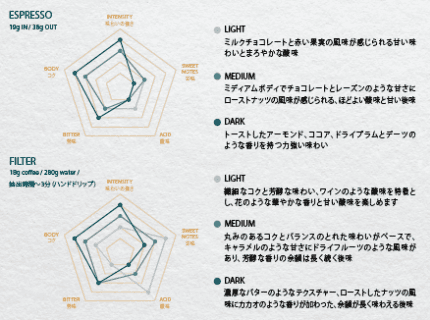 ESPRESSO
19g IN / 38g OUT
INTENSITY
味わいの強さ
BODY
コク
SWEET
NOTES
甘味
BITTER
苦味
ACID
酸味
LIGHT
ミルクチョコレートと赤い果実の風味が感じられる甘い味
わいとまろやかな酸味
MEDIUM
ミディアムボディでチョコレートとレーズンのような甘さに
ローストナッツの風味が感じられる、ほどよい酸味と甘い後味
DARK
トーストしたアーモンド、ココア、ドライプラムとデーツの
ような香りを持つ力強い味わい
FILTER
18g coffee / 280g water /
抽出時間〜3分(ハンドドリップ)
INTENSITY
味わいの強さ
BODY
コク
SWEET
NOTES
甘味
BITTER
苦味
ACID
酸味
LIGHT
繊細なコクと芳醇な味わい、ワインのような酸味を特徴と
し、花のような華やかな香りと甘い酸味を楽しめます
MEDIUM
丸みのあるコクとバランスのとれた味わいがベースで、
キャラメルのような甘さにドライフルーツのような風味が
あり、芳醇な香りの余韻は長く続く後味
DARK
濃厚なバターのようなテクスチャー、ローストしたナッツの風
味にカカオのような香りが加わった、余韻が長く味わえる後味